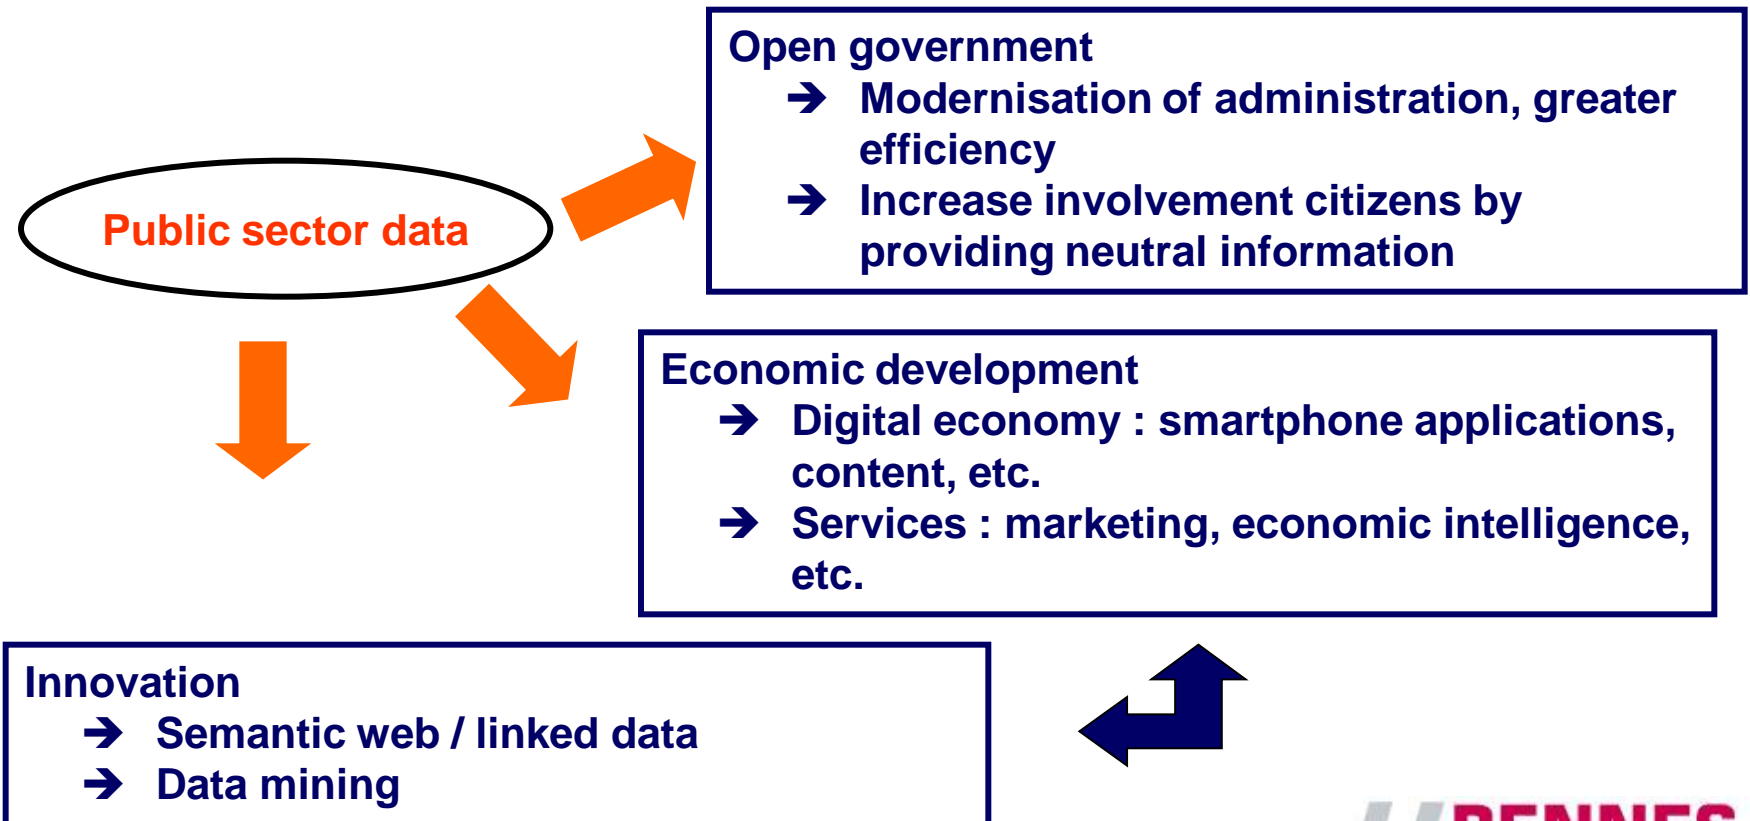 Open government
➔ Modernisation of administration, greater
efficiency
➔ Increase involvement citizens by
providing neutral information
Public sector data
Economic development
➔ Digital economy : smartphone applications,
content, etc.
➔ Services : marketing, economic intelligence,
etc.
Innovation
➔ Semantic web / linked data
➔ Data mining
RENNES